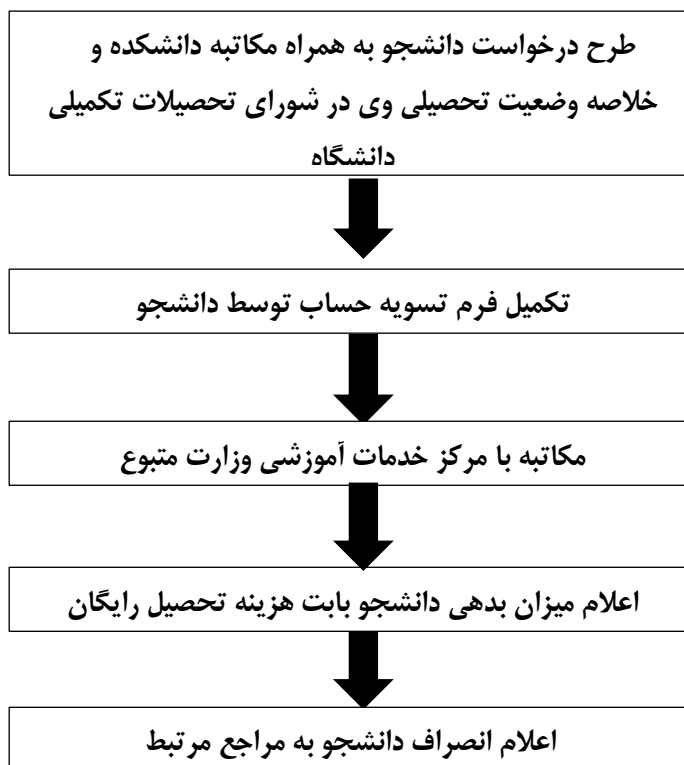 طرح درخواست دانشجو به همراه مکاتبه دانشکده و
خلاصه وضعیت تحصیلی وی در شورای تحصیلات تکمیلی
دانشگاه
تکمیل فرم تسویه حساب توسط دانشجو
مکاتبه با مرکز خدمات آموزشی وزارت متبوع
اعلام میزان بدهی دانشجو بابت هزینه تحصیل رایگان
اعلام انصراف دانشجو به مراجع مرتبط